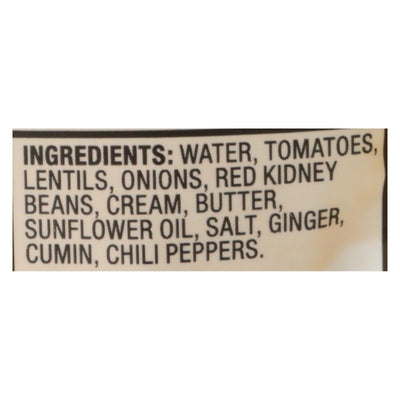 INGREDIENTS: WATER, TOMATOES,
LENTILS, ONIONS, RED KIDNEY
BEANS, CREAM, BUTTER,
SUNFLOWER OIL, SALT, GINGER,
CUMIN, CHILI PEPPERS.